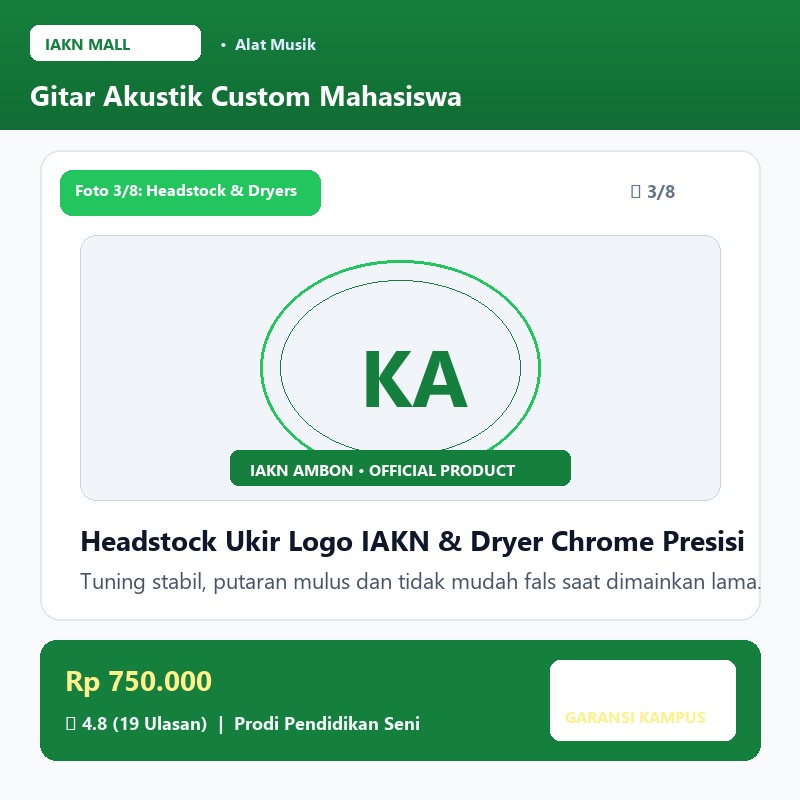 IAKN MALL
• Alat Musik
Gitar Akustik Custom Mahasiswa
Foto 3/8: Headstock & Dryers
3/8
KA
IAKN AMBON • OFFICIAL PRODUCT
Headstock Ukir Logo IAKN & Dryer Chrome Presisi
Tuning stabil, putaran mulus dan tidak mudah fals saat dimainkan lama.
Rp 750.000
4.8 (19 Ulasan) | Prodi Pendidikan Seni
GARANSI KAMPUS